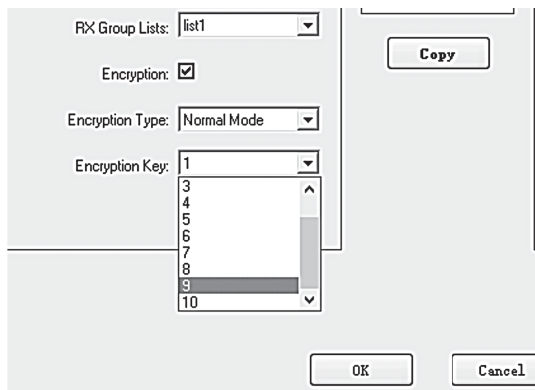 RX Group Lists: list1
Copy
Encryption:
Encryption Type: Normal Mode
Encryption Key: 1
3
4
5
6
7
8
9
10
OK Cancel